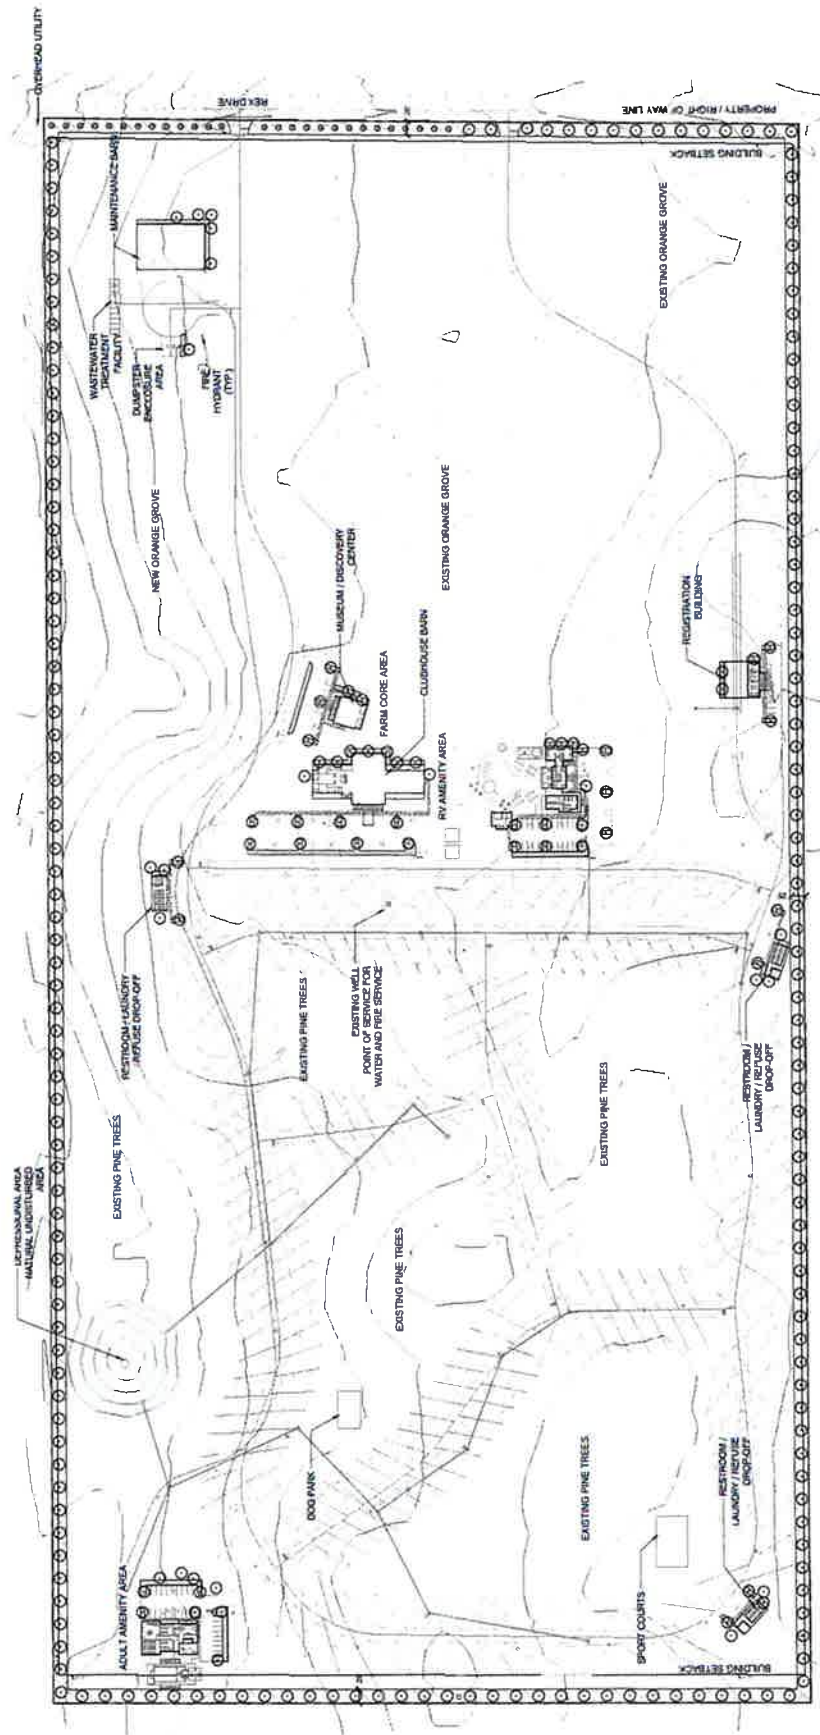 OVERHEAD UTILITY
REX DRIVE
PROPERTY / RIGHT OF WAY LINE
BUILDING SETBACK
MAINTENANCE BARN
WASTEWATER
TREATMENT
FACILITY
DUMPSTER
ENCLOSURE
AREA
FIRE
HYDRANT
(TYP.)
NEW ORANGE GROVE
EXISTING ORANGE GROVE
EXISTING ORANGE GROVE
MUSEUM / DISCOVERY
CENTER
FARM CORE AREA
CLUBHOUSE BARN
RV AMENITY AREA
REGISTRATION
BUILDING
RESTROOM / LAUNDRY
REFUSE DROP-OFF
EXISTING PINE TREES
EXISTING WELL
POINT OF SERVICE FOR
WATER AND FIRE SERVICE
RESTROOM /
LAUNDRY / REFUSE
DROP-OFF
EXISTING PINE TREES
DEPRESSIONAL AREA
NATURAL UNDISTURBED
AREA
EXISTING PINE TREES
EXISTING PINE TREES
DOG PARK
EXISTING PINE TREES
RESTROOM /
LAUNDRY / REFUSE
DROP-OFF
SPORT COURTS
ADULT AMENITY AREA
BUILDING SETBACK